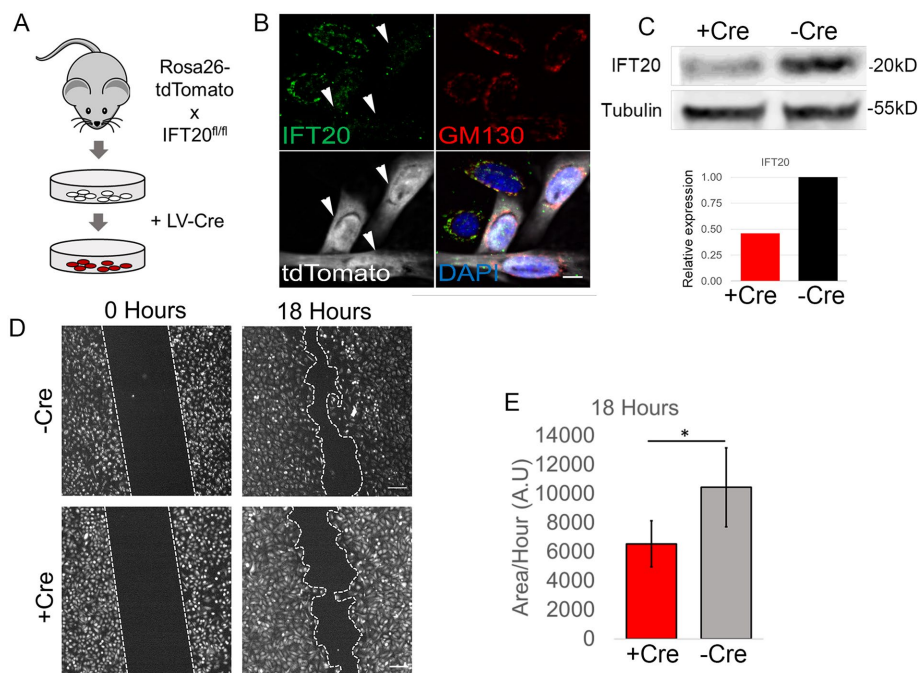 A
Rosa26-
tdTomato
x
IFT20fl/fl
+ LV-Cre
B
IFT20
GM130
tdTomato
DAPI
C
+Cre
-Cre
IFT20
-20kD
Tubulin
-55kD
IFT20
Relative expression
1.00
0.75
0.50
0.25
0.00
+Cre
-Cre
D
0 Hours
18 Hours
-Cre
+Cre
E
18 Hours
*
Area/Hour (A.U)
14000
12000
10000
8000
6000
4000
2000
0
+Cre
-Cre